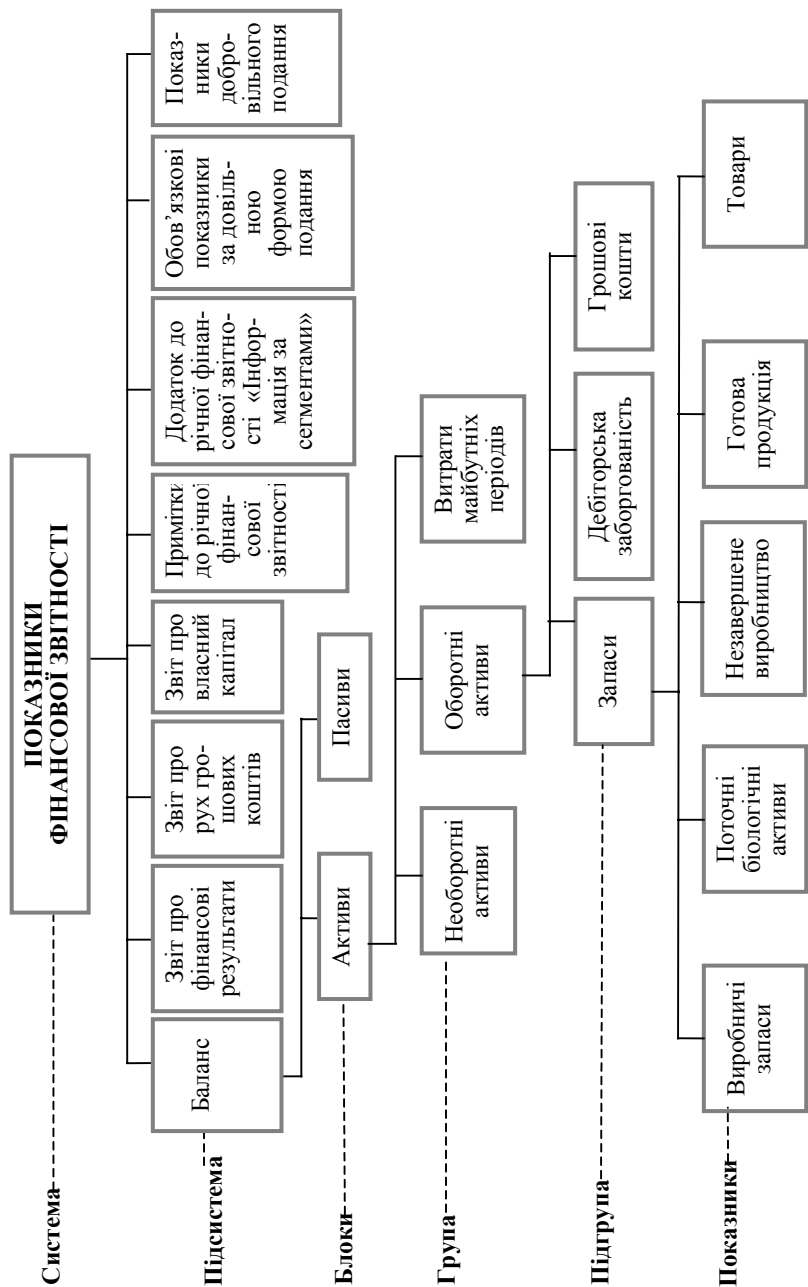 Система
ПОКАЗНИКИ
ФІНАНСОВОЇ ЗВІТНОСТІ
Підсистема
Баланс
Звіт про
фінансові
результати
Звіт про
рух гро-
шових
коштів
Звіт про
власний
капітал
Примітки
до річної
фінан-
сової
звітності
Додаток до
річної фінан-
сової звітно-
сті «Інфор-
мація за
сегментами»
Обов’язкові
показники
за довіль-
ною
формою
подання
Показ-
ники
добро-
вільного
подання
Блоки
Активи
Пасиви
Група
Необоротні
активи
Оборотні
активи
Витрати
майбутніх
періодів
Підгрупа
Запаси
Дебіторська
заборгованість
Грошові
кошти
Показники
Виробничі
запаси
Поточні
біологічні
активи
Незавершене
виробництво
Готова
продукція
Товари